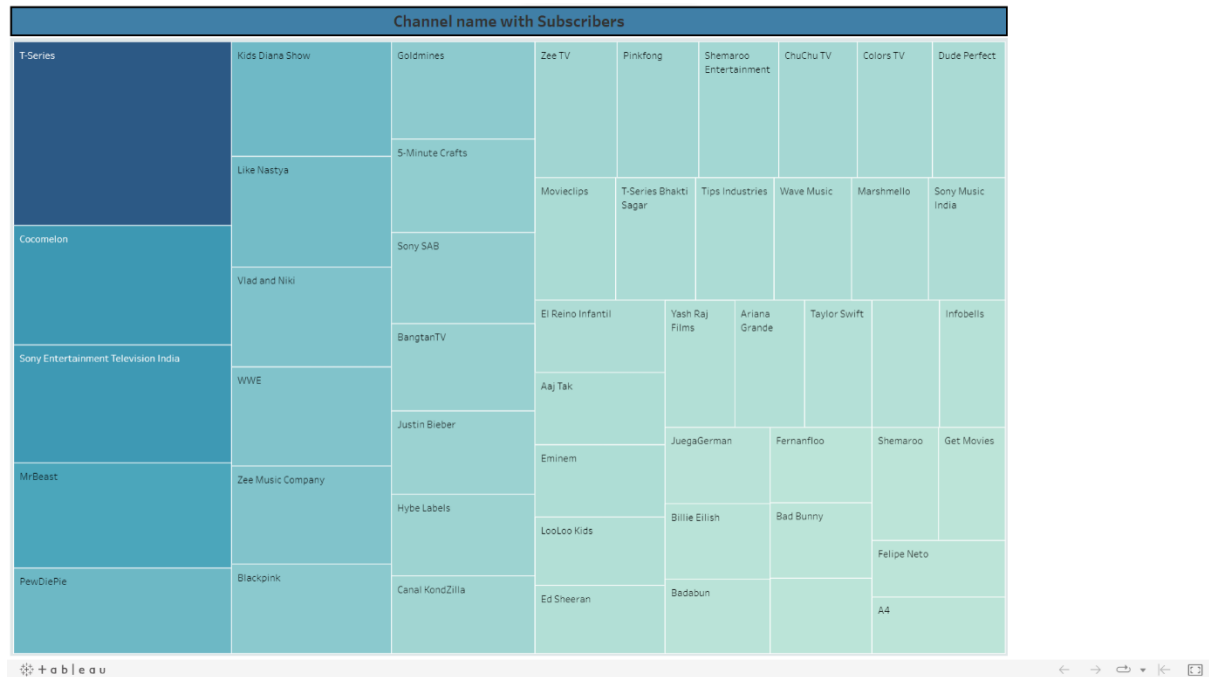 Channel name with Subscribers
T-Series
Cocomelon
Sony Entertainment Television India
MrBeast
PewDiePie
Kids Diana Show
Like Nastya
Vlad and Niki
WWE
Zee Music Company
Blackpink
Goldmines
5-Minute Crafts
Sony SAB
BangtanTV
Justin Bieber
Hybe Labels
Canal KondZilla
Zee TV
Pinkfong
Shemaroo
Entertainment
ChuChu TV
Colors TV
Dude Perfect
Movieclips
T-Series Bhakti
Sagar
Tips Industries
Wave Music
Marshmello
Sony Music
India
El Reino Infantil
Aaj Tak
Eminem
LooLoo Kids
Ed Sheeran
Yash Raj
Films
Ariana
Grande
Taylor Swift
Infobells
JuegaGerman
Billie Eilish
Badabun
Fernanfloo
Bad Bunny
Shemaroo
Get Movies
Felipe Neto
A4
+ableau